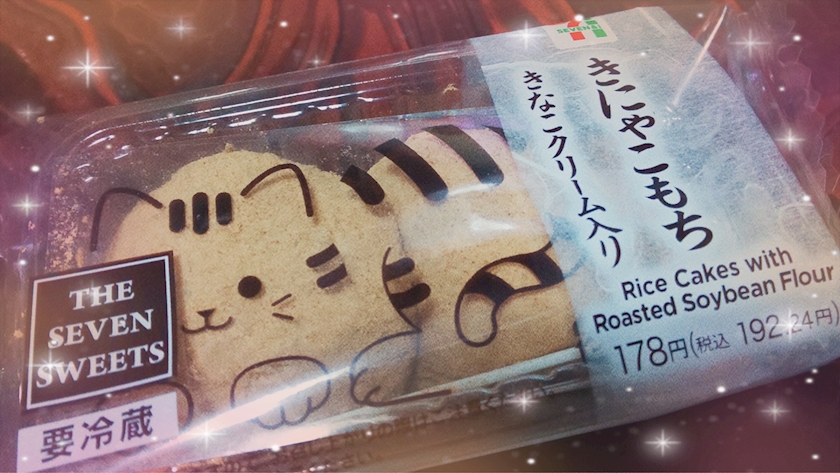 SEVEN
きにゃこもち
きなこクリーム入り
Rice Cakes with
Roasted Soybean Flour
178円(税込 192.24円)
THE
SEVEN
SWEETS
要冷蔵